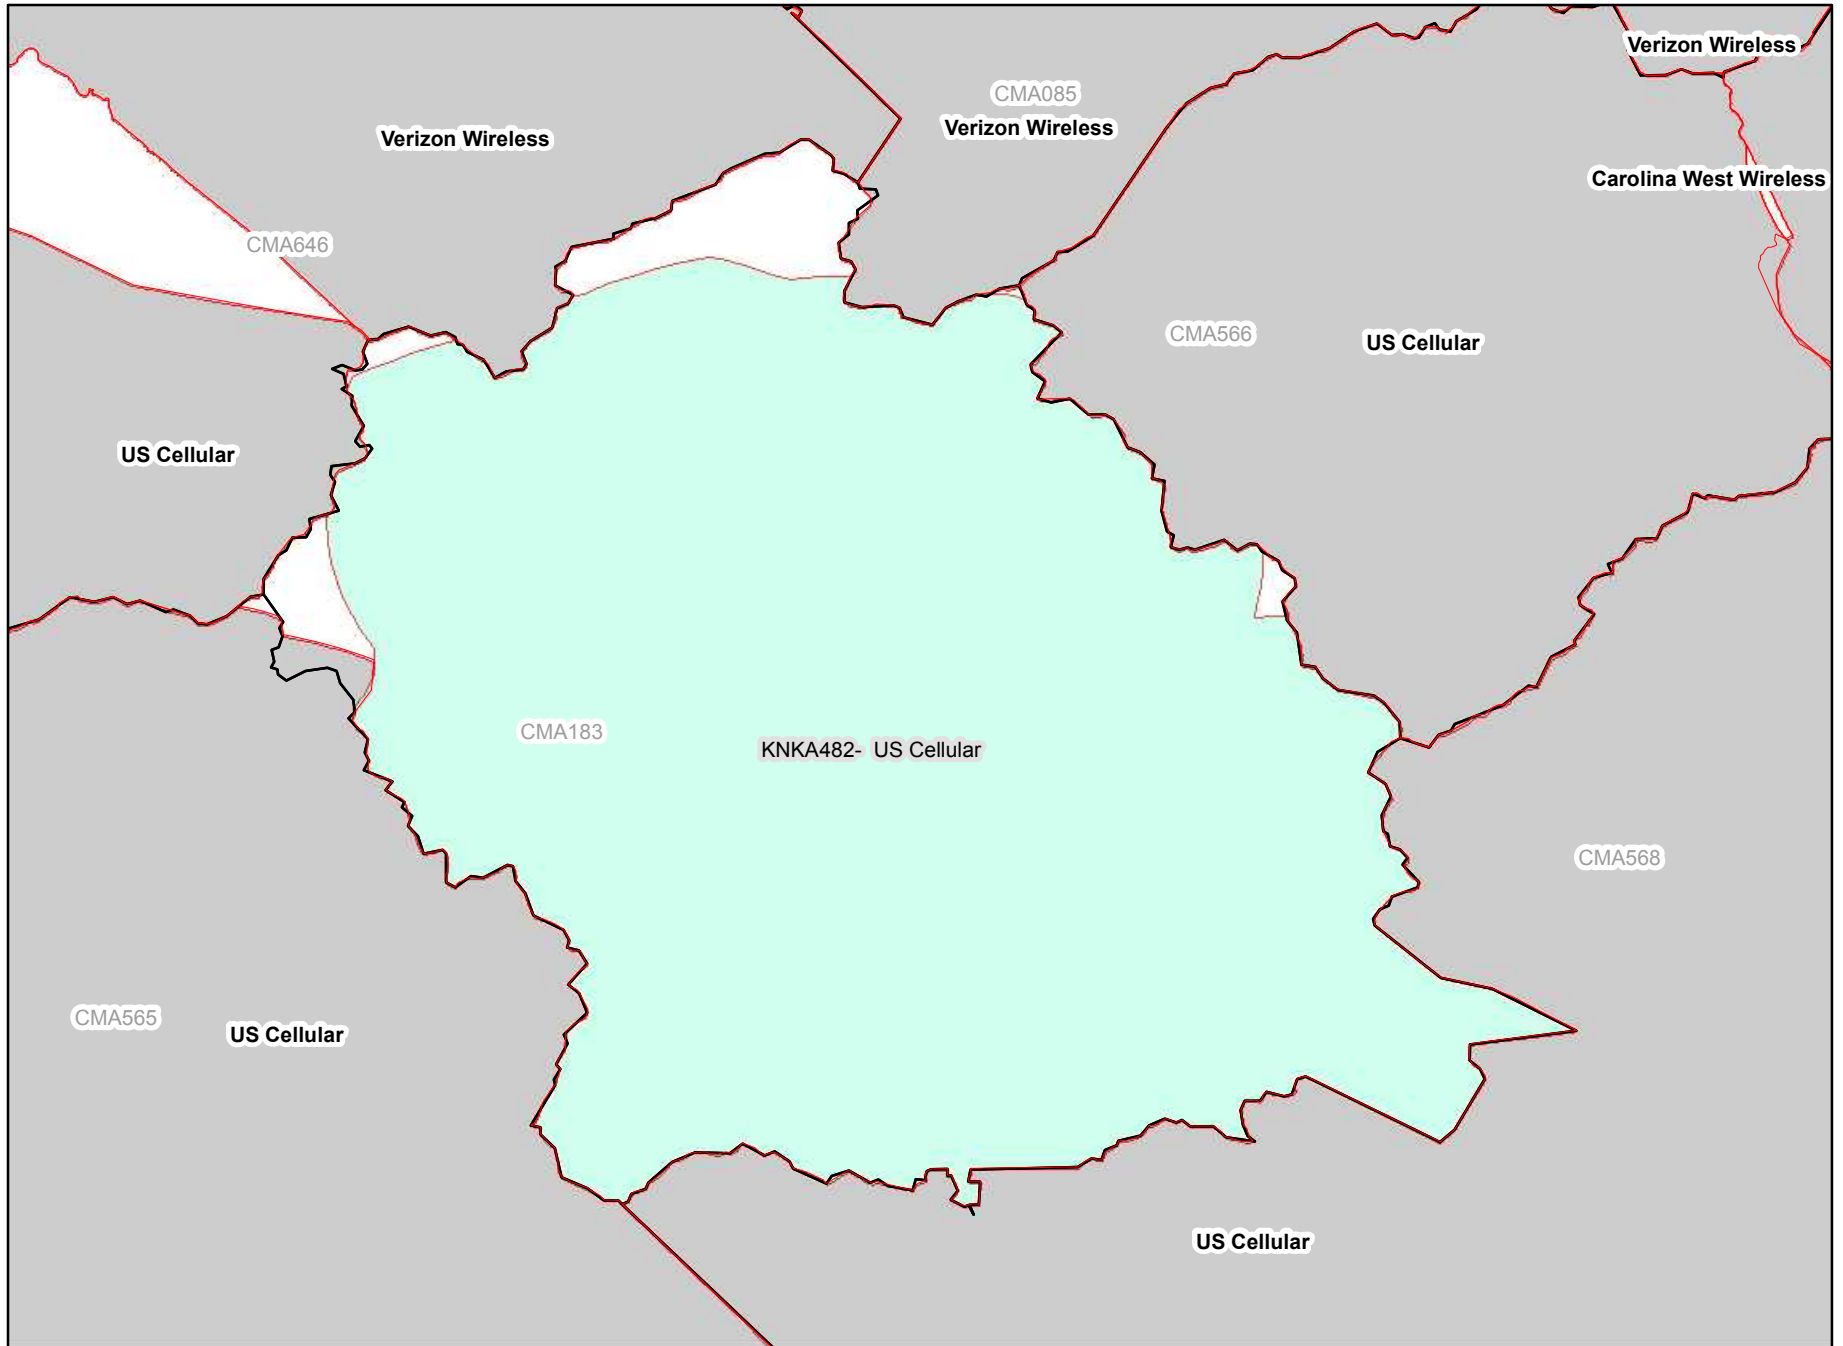 Verizon Wireless
CMA085
Verizon Wireless
Verizon Wireless
Carolina West Wireless
CMA646
CMA566
US Cellular
US Cellular
CMA183
KNKA482- US Cellular
CMA568
CMA565
US Cellular
US Cellular